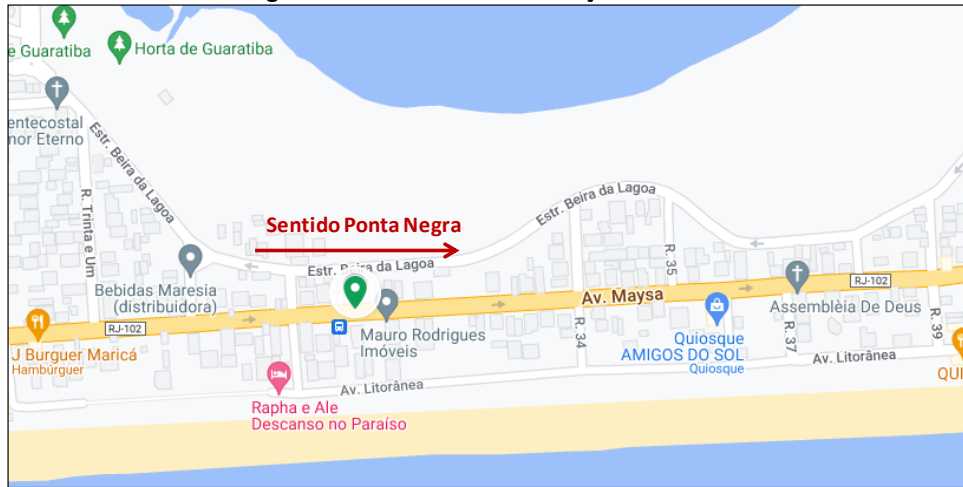 e Guaratiba
Horta de Guaratiba
entecostal
nor Eterno
Estr. Beira da Lagoa
R. Trinta e Um
Sentido Ponta Negra
Estr. Beira da Lagoa
Estr. Beira da Lagoa
R. 35
Bebidas Maresia
(distribuidora)
RJ-102
Av. Maysa
RJ-102
Assembléia De Deus
J Burguer Maricá
Hambúrguer
Mauro Rodrigues
Imóveis
R. 34
Quiosque
AMIGOS DO SOL
Quiosque
R. 37
R. 39
Av. Litorânea
Av. Litorânea
QUI
Rapha e Ale
Descanso no Paraíso